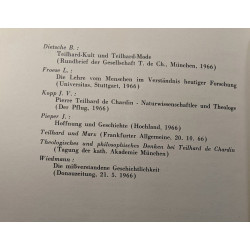 Dietsche B. :
Teilhard-Kult und Teilhard-Mode
(Rundbrief der Gesellschaft T. de Ch., München, 1966)
Froese L. :
Die Lehre vom Menschen im Verständnis heutiger Forschung
(Universitas, Stuttgart, 1966)
Kopp J. V. :
Pierre Teilhard de Chardin - Naturwissenschaftler und Theologe
(Der Pflug, 1966)
Pieper J. :
Hoffnung und Geschichte (Hochland, 1966)
Teilhard und Marx (Frankfurter Allgemeine, 20. 10. 66)
Theologisches und philosophisches Denken bei Teilhard de Chardin
(Tagung der kath. Akademie München)
Wiedmann :
Die mißverstandene Geschichtlichkeit
(Donauzeitung, 21. 5. 1966)